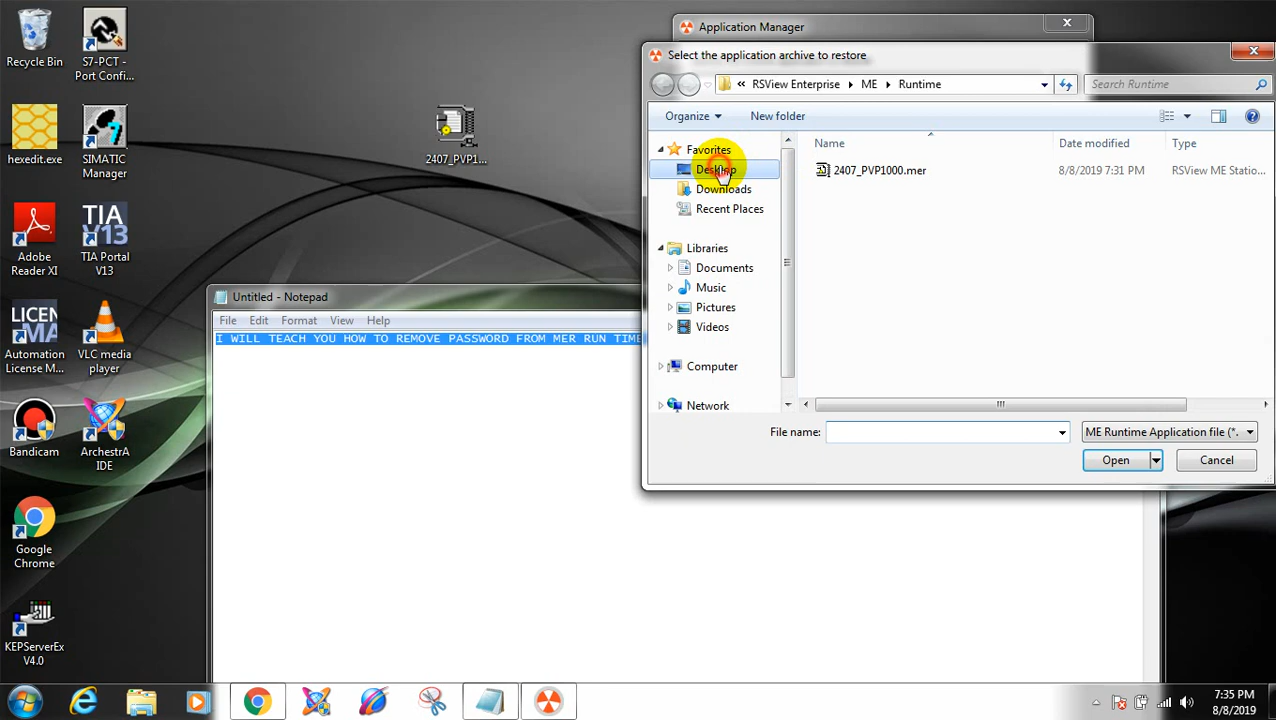 Recycle Bin
S7-PCT -
Port Confi...
hexedit.exe
SIMATIC
Manager
Adobe
Reader XI
TIA
V13
TIA Portal
V13
LICEN
MA
Automation
License M...
VLC media
player
Bandicam
ArchestrA
IDE
Google
Chrome
KEPServerEx
V4.0
2407_PVP1...
Application Manager
Select the application archive to restore
« RSView Enterprise ▸ ME ▸ Runtime
Search Runtime
Organize
New folder
Favorites
Desktop
Downloads
Recent Places
Libraries
Documents
Music
Pictures
Videos
Computer
Network
Name
Date modified
Type
2407_PVP1000.mer
8/8/2019 7:31 PM
RSView ME Statio...
File name:
ME Runtime Application file (*.
Open
Cancel
Untitled - Notepad
File Edit Format View Help
I WILL TEACH YOU HOW TO REMOVE PASSWORD FROM MER RUN TIME
7:35 PM
8/8/2019